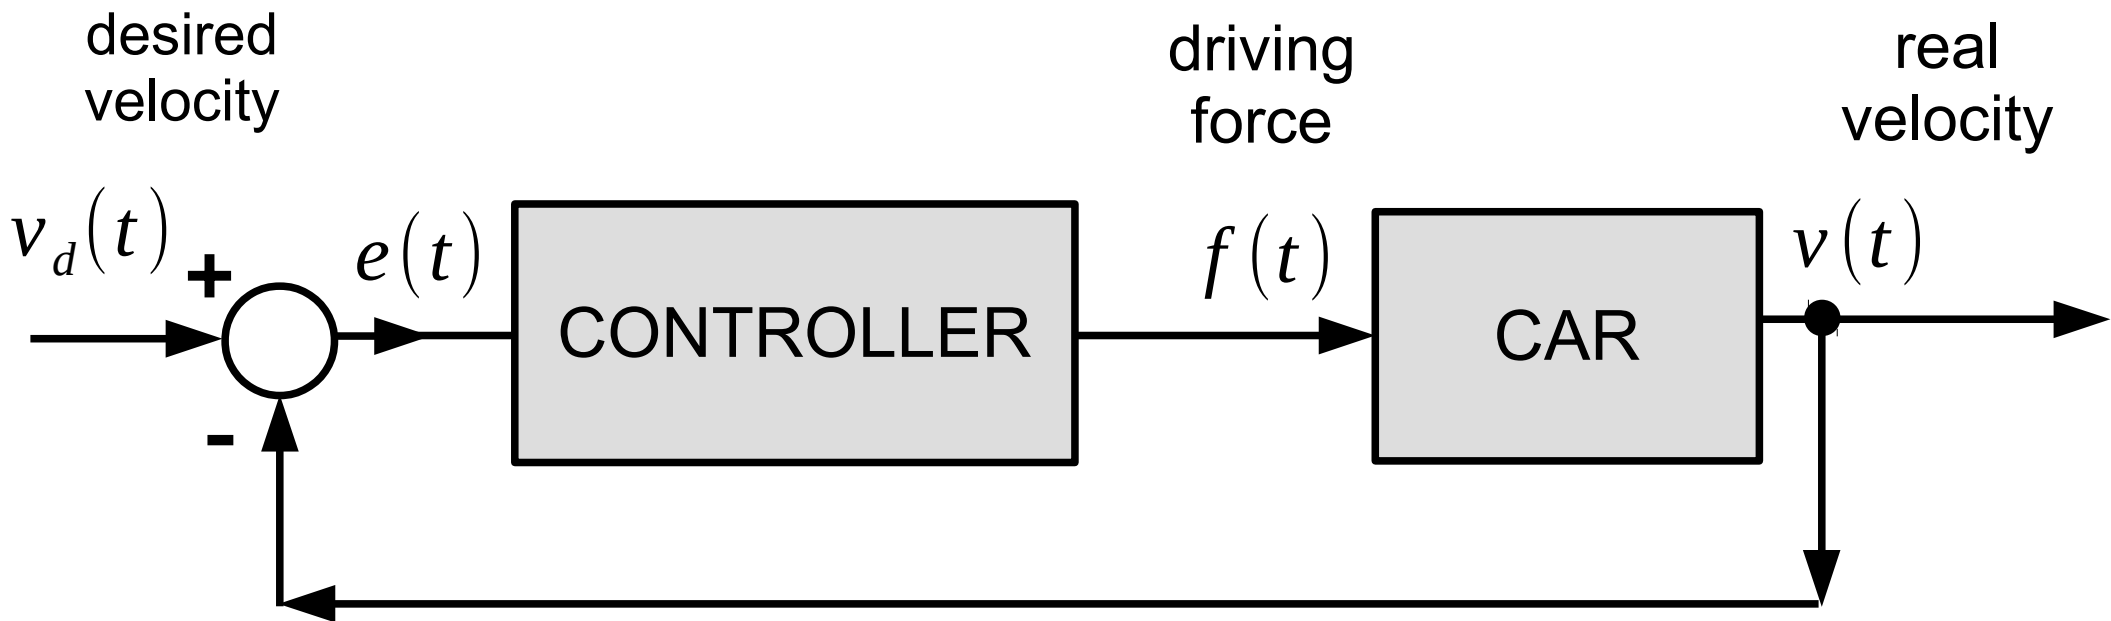 desired
velocity
driving
force
real
velocity
v_d(t)
+
e(t)
CONTROLLER
f(t)
CAR
v(t)
-